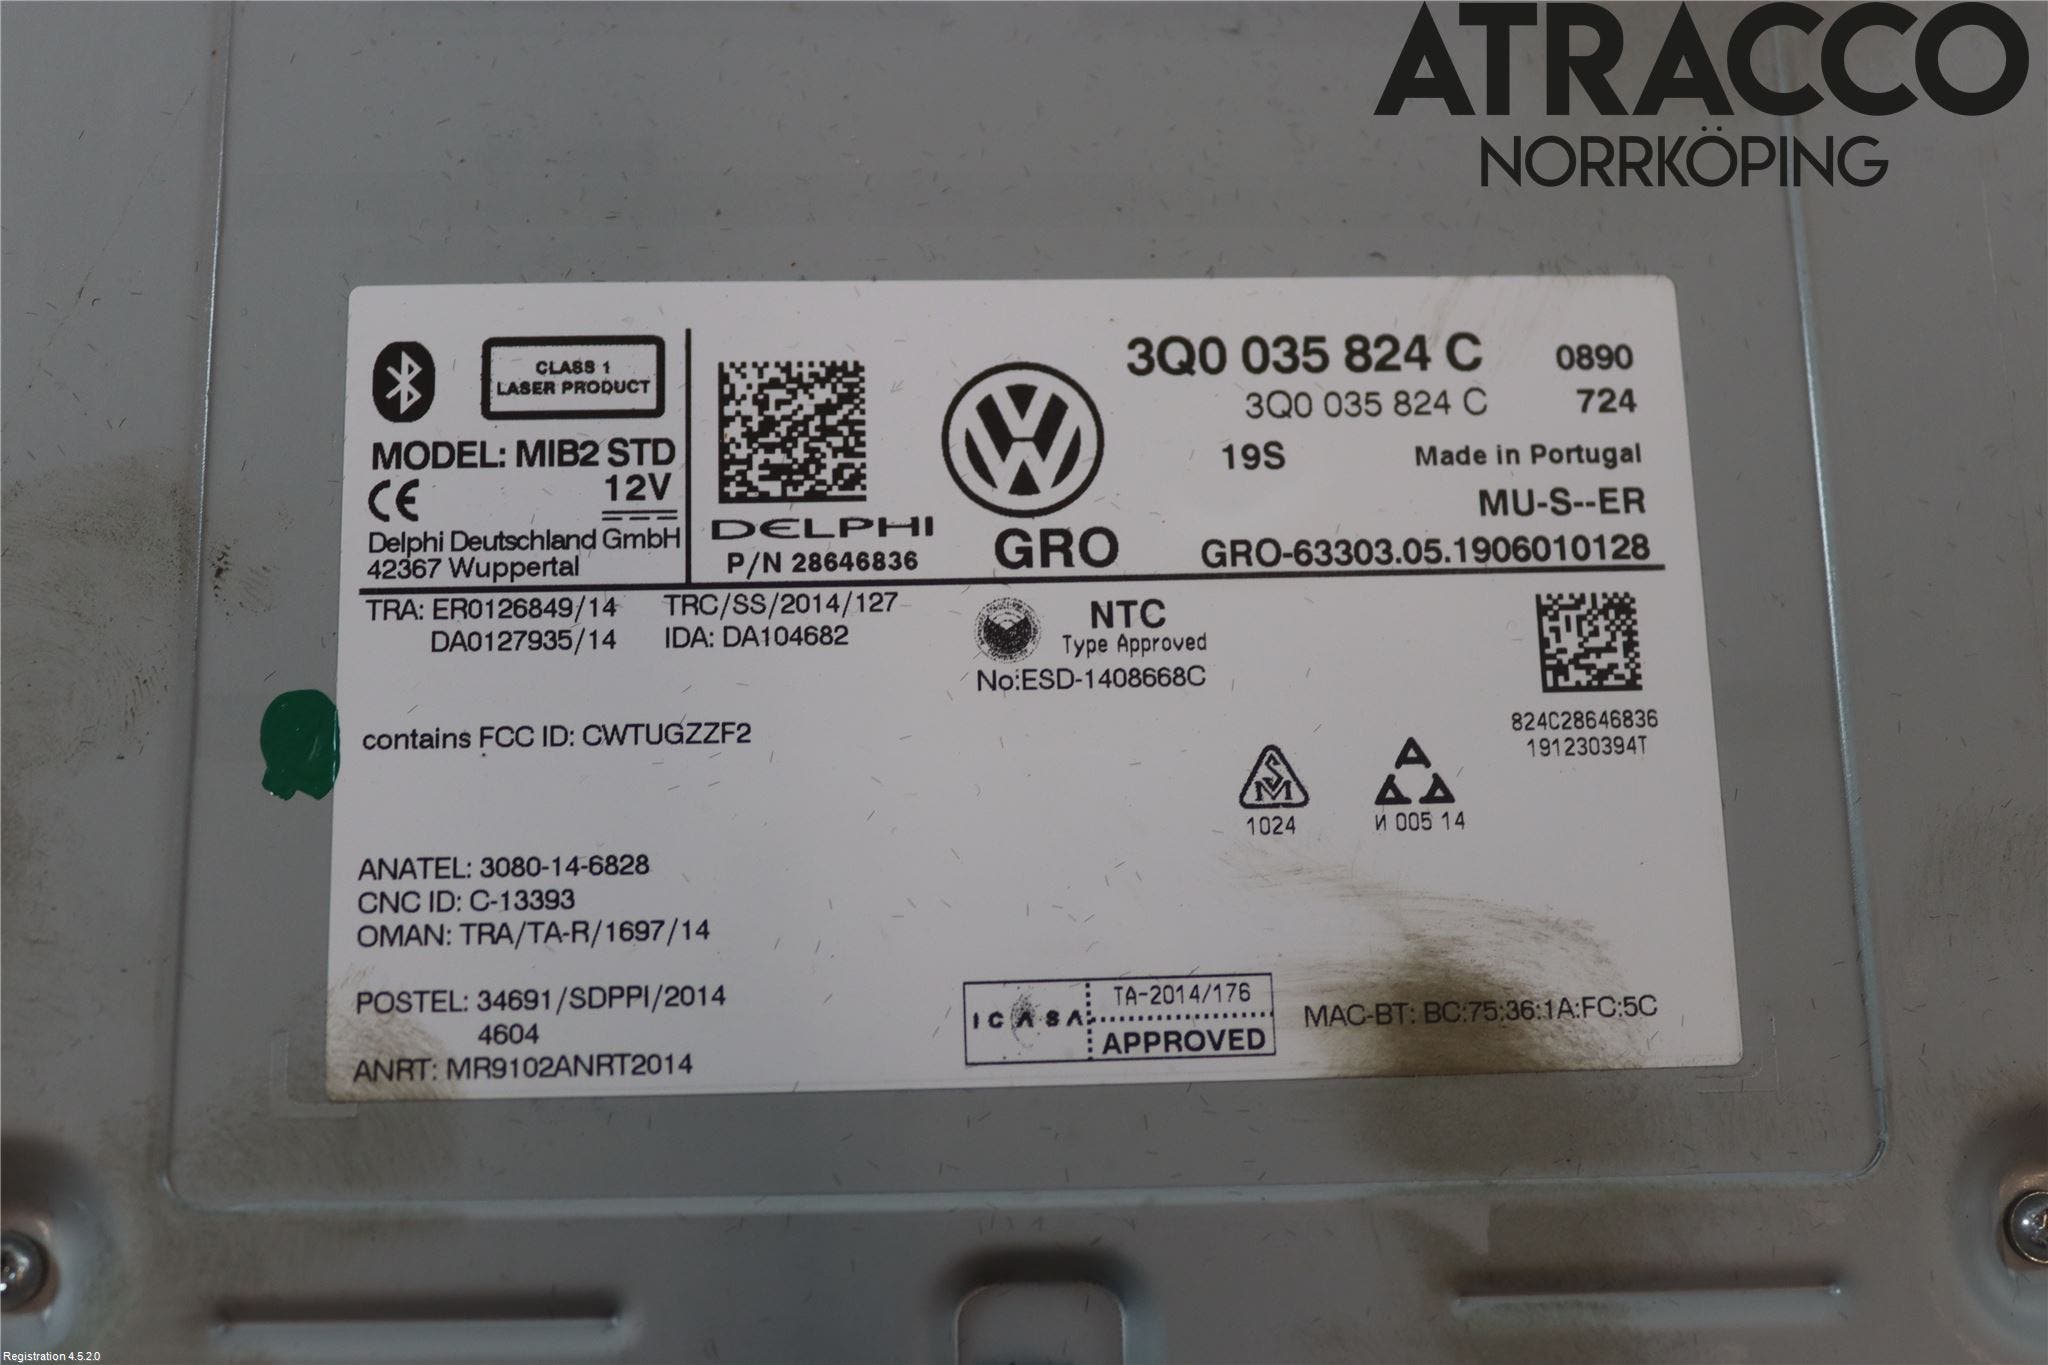 ATRACCO
NORRKÖPING
CLASS 1
LASER PRODUCT
MODEL: MIB2 STD
12V
Delphi Deutschland GmbH
42367 Wuppertal
DELPHI
P/N 28646836
GRO
3Q0 035 824 C 0890
3Q0 035 824 C 724
19S Made in Portugal
MU-S--ER
GRO-63303.05.1906010128
TRA: ER0126849/14 TRC/SS/2014/127
DA0127935/14 IDA: DA104682
NTC
Type Approved
No:ESD-1408668C
824C28646836
191230394T
contains FCC ID: CWTUGZZF2
1024
И 005 14
ANATEL: 3080-14-6828
CNC ID: C-13393
OMAN: TRA/TA-R/1697/14
POSTEL: 34691/SDPPI/2014
4604
ANRT: MR9102ANRT2014
ICASA TA-2014/176
APPROVED
MAC-BT: BC:75:36:1A:FC:5C
Registration 4.5.2.0